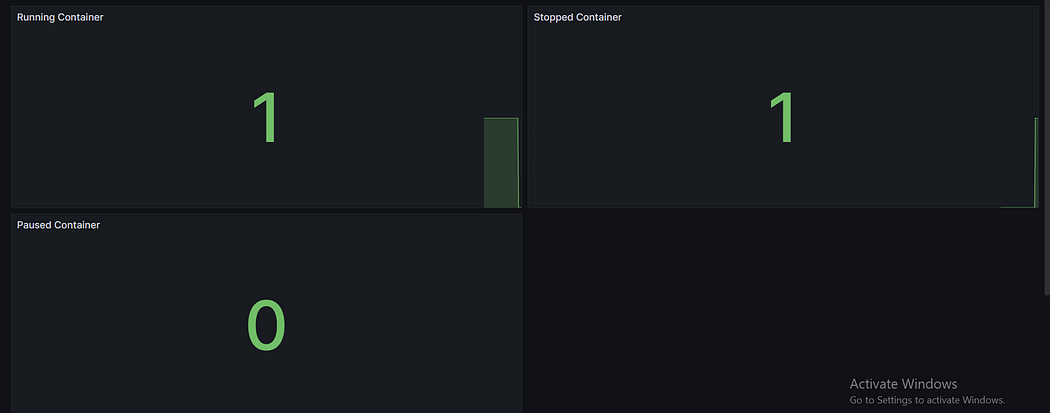 Running Container
Stopped Container
1
1
Paused Container
0
Activate Windows
Go to Settings to activate Windows.